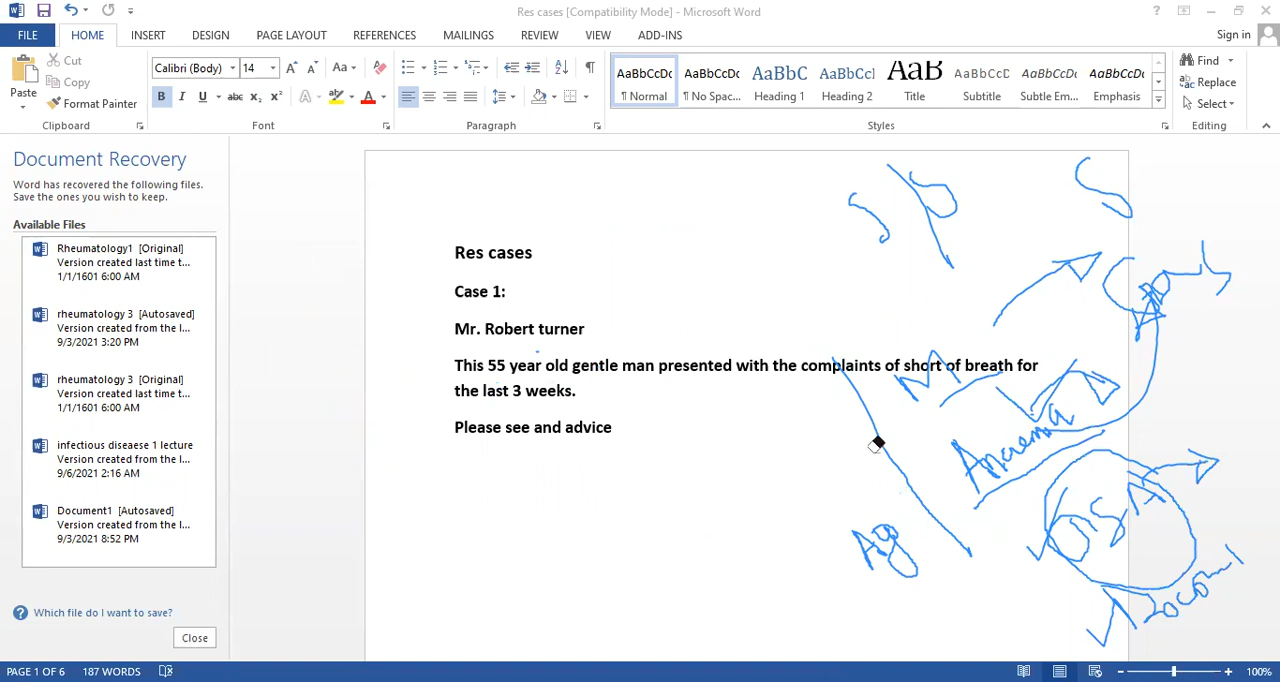 Res cases [Compatibility Mode] - Microsoft Word
?
FILE HOME INSERT DESIGN PAGE LAYOUT REFERENCES MAILINGS REVIEW VIEW ADD-INS Sign in
Paste
Cut
Copy
Format Painter
Clipboard
Calibri (Body) 14
Font
Paragraph
AaBbCcDc AaBbCcDc AaBbC AaBbCcl AaB AaBbCcD AaBbCcDc AaBbCcDc
¶ Normal ¶ No Spac... Heading 1 Heading 2 Title Subtitle Subtle Em... Emphasis
Styles
Find
Replace
Select
Editing
Document Recovery
Word has recovered the following files.
Save the ones you wish to keep.
Available Files
Rheumatology1 [Original]
Version created last time t...
1/1/1601 6:00 AM
rheumatology 3 [Autosaved]
Version created from the l...
9/3/2021 3:20 PM
rheumatology 3 [Original]
Version created last time t...
1/1/1601 6:00 AM
infectious diseaese 1 lecture
Version created from the l...
9/6/2021 2:16 AM
Document1 [Autosaved]
Version created from the l...
9/3/2021 8:52 PM
Which file do I want to save?
Close
Res cases
Case 1:
Mr. Robert turner
This 55 year old gentle man presented with the complaints of short of breath for
the last 3 weeks.
Please see and advice
Anaemia
PAGE 1 OF 6 187 WORDS 100%